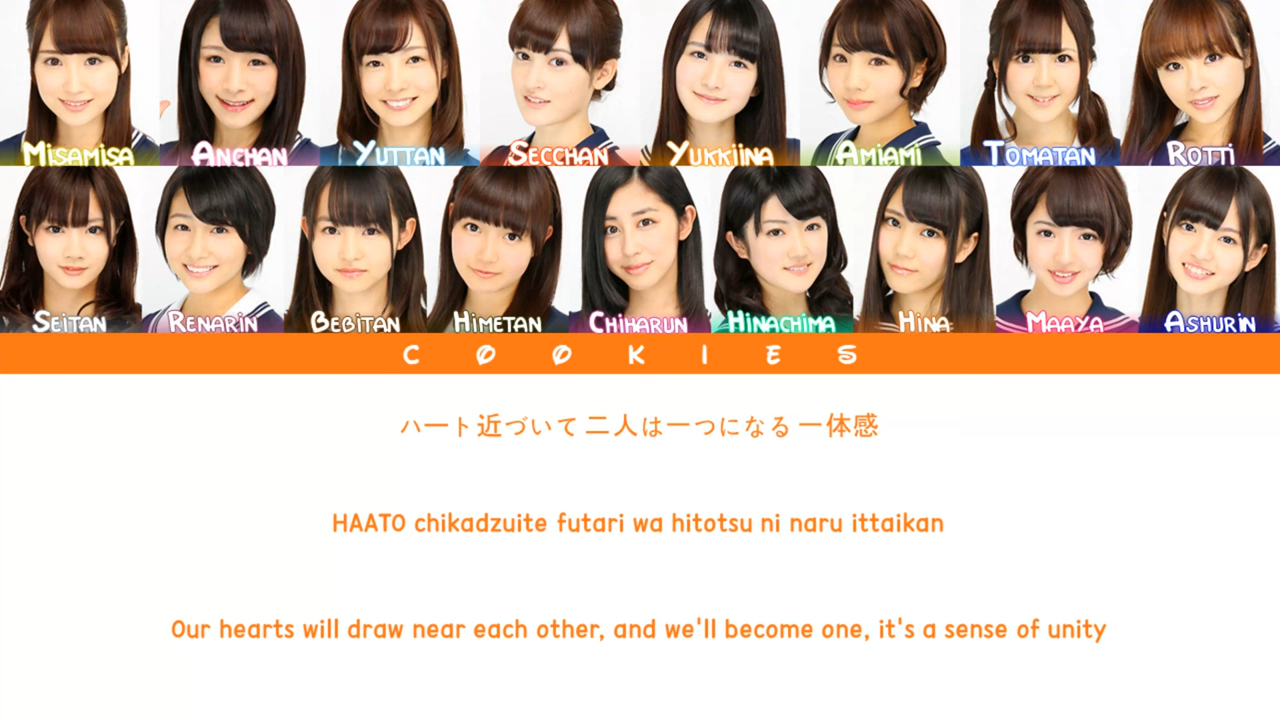 Misamisa
Anchan
Yuttan
Secchan
Yukkiina
Amiami
Tomatan
Rotti
Seitan
Renarin
Bebitan
Himetan
Chiharun
Hinachima
Hina
Maaya
Ashurin
COOKIES
ハート近づいて 二人は一つになる 一体感
HAATO chikadzuite futari wa hitotsu ni naru ittaikan
Our hearts will draw near each other, and we'll become one, it's a sense of unity